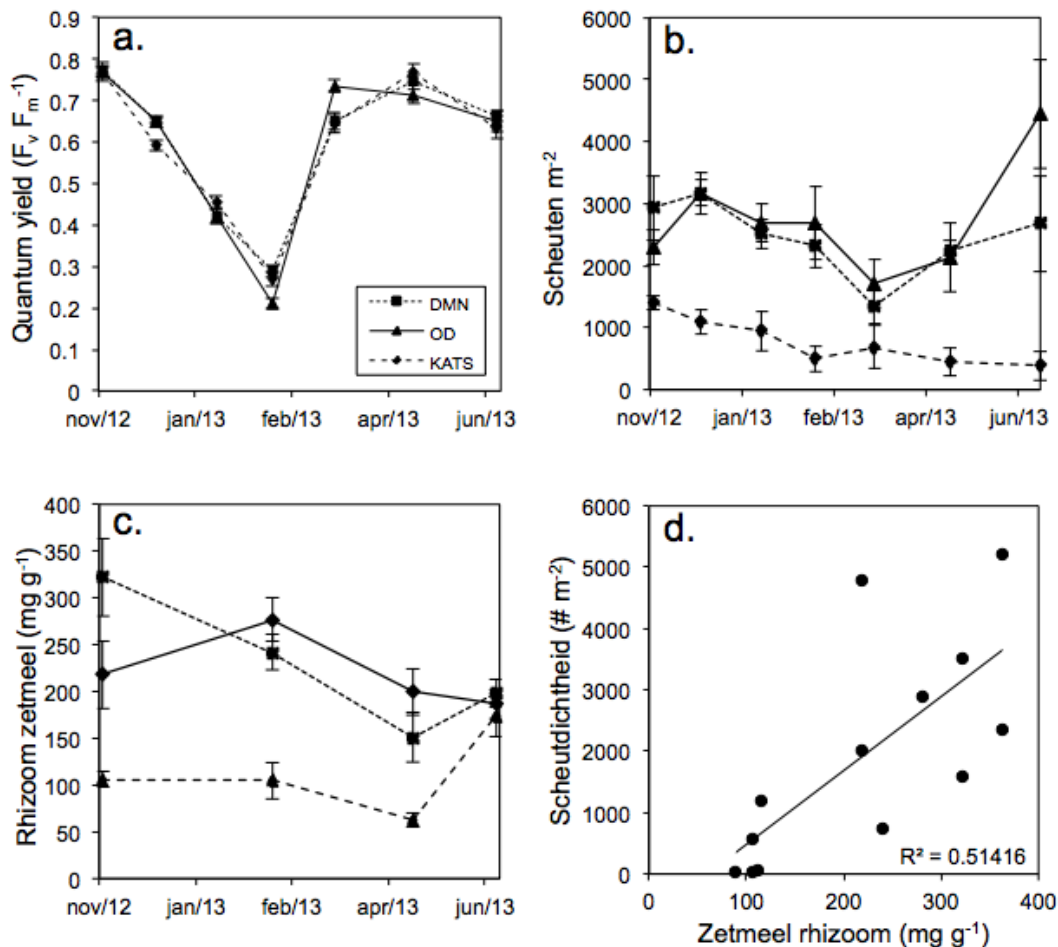 a.
Quantum yield (Fv Fm-1)
0.9
0.8
0.7
0.6
0.5
0.4
0.3
0.2
0.1
0
nov/12 jan/13 feb/13 apr/13 jun/13
DMN
OD
KATS
b.
Scheuten m-2
6000
5000
4000
3000
2000
1000
0
nov/12 jan/13 feb/13 apr/13 jun/13
c.
Rhizoom zetmeel (mg g-1)
400
350
300
250
200
150
100
50
0
nov/12 jan/13 feb/13 apr/13 jun/13
d.
Scheutdichtheid (# m-2)
6000
5000
4000
3000
2000
1000
0
R² = 0.51416
0 100 200 300 400
Zetmeel rhizoom (mg g-1)